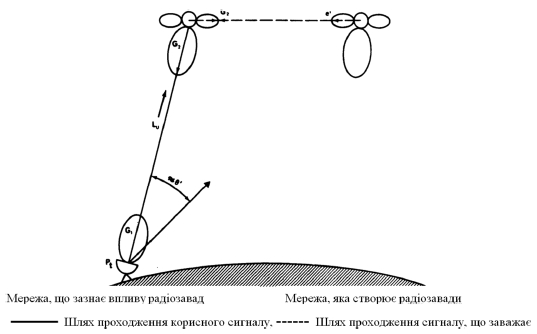 e'
G₂
Lᵤ
≈θ'
G₁
Pₜ
Мережа, що зазнає впливу радіозавад Мережа, яка створює радіозавади
Шлях проходження корисного сигналу, Шлях проходження сигналу, що заважає